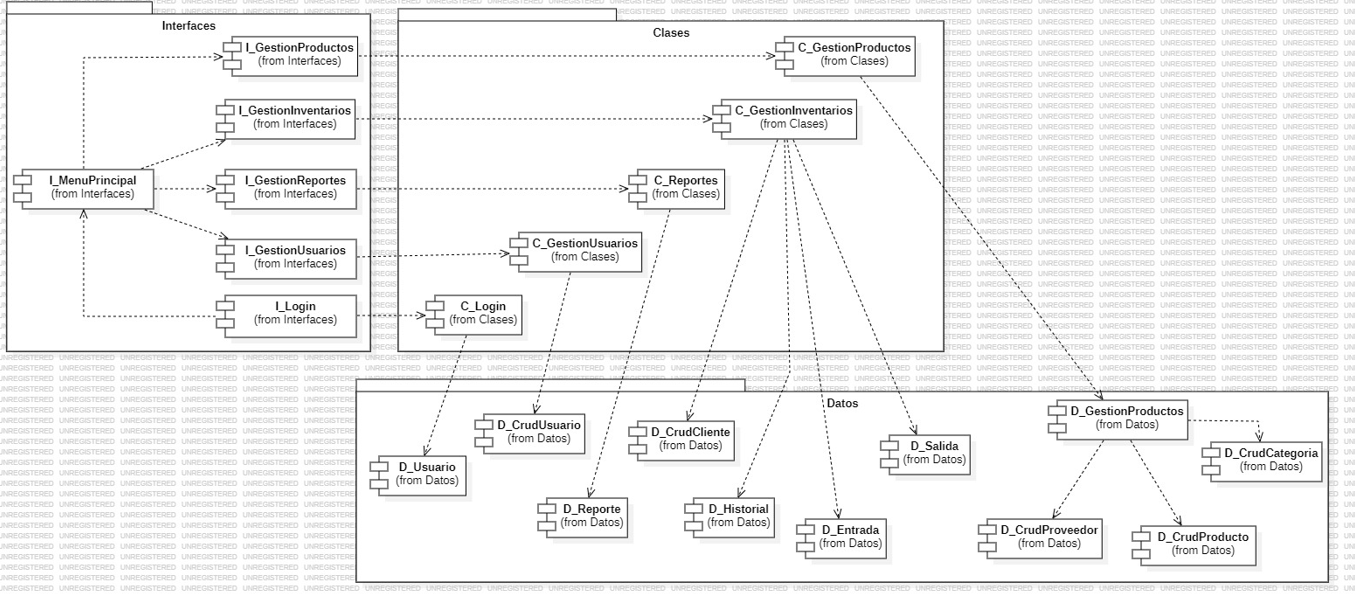 Interfaces
I_GestionProductos
(from Interfaces)
I_GestionInventarios
(from Interfaces)
I_MenuPrincipal
(from Interfaces)
I_GestionReportes
(from Interfaces)
I_GestionUsuarios
(from Interfaces)
I_Login
(from Interfaces)
Clases
C_GestionProductos
(from Clases)
C_GestionInventarios
(from Clases)
C_Reportes
(from Clases)
C_GestionUsuarios
(from Clases)
C_Login
(from Clases)
Datos
D_GestionProductos
(from Datos)
D_CrudUsuario
(from Datos)
D_CrudCliente
(from Datos)
D_Salida
(from Datos)
D_CrudCategoria
(from Datos)
D_Usuario
(from Datos)
D_Reporte
(from Datos)
D_Historial
(from Datos)
D_Entrada
(from Datos)
D_CrudProveedor
(from Datos)
D_CrudProducto
(from Datos)
UNREGISTERED